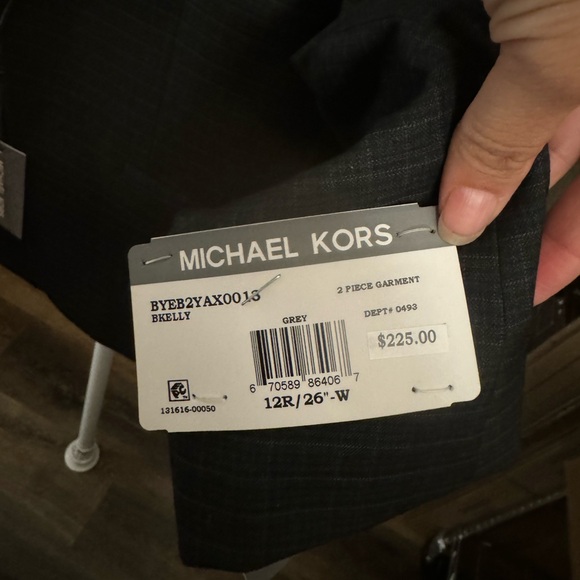 MICHAEL KORS
BYEB2YAX0013
2 PIECE GARMENT
BKELLY
DEPT# 0493
GREY
$225.00
6 70589 86406 7
12R/26"-W
131616-00050